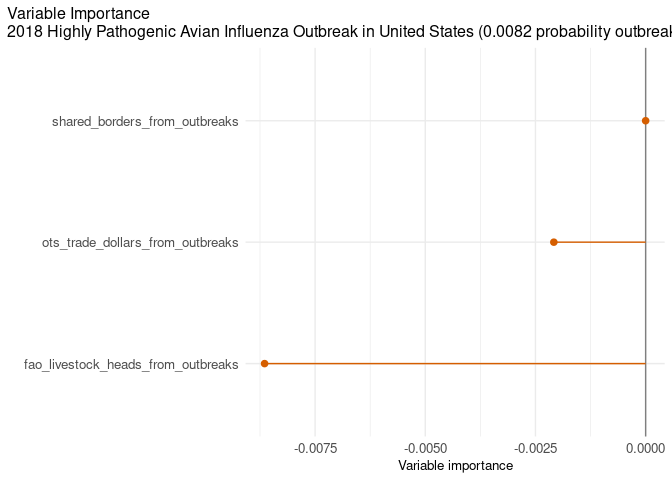 Variable Importance
2018 Highly Pathogenic Avian Influenza Outbreak in United States (0.0082 probability outbreak
shared_borders_from_outbreaks
ots_trade_dollars_from_outbreaks
fao_livestock_heads_from_outbreaks
-0.0075 -0.0050 -0.0025 0.0000
Variable importance